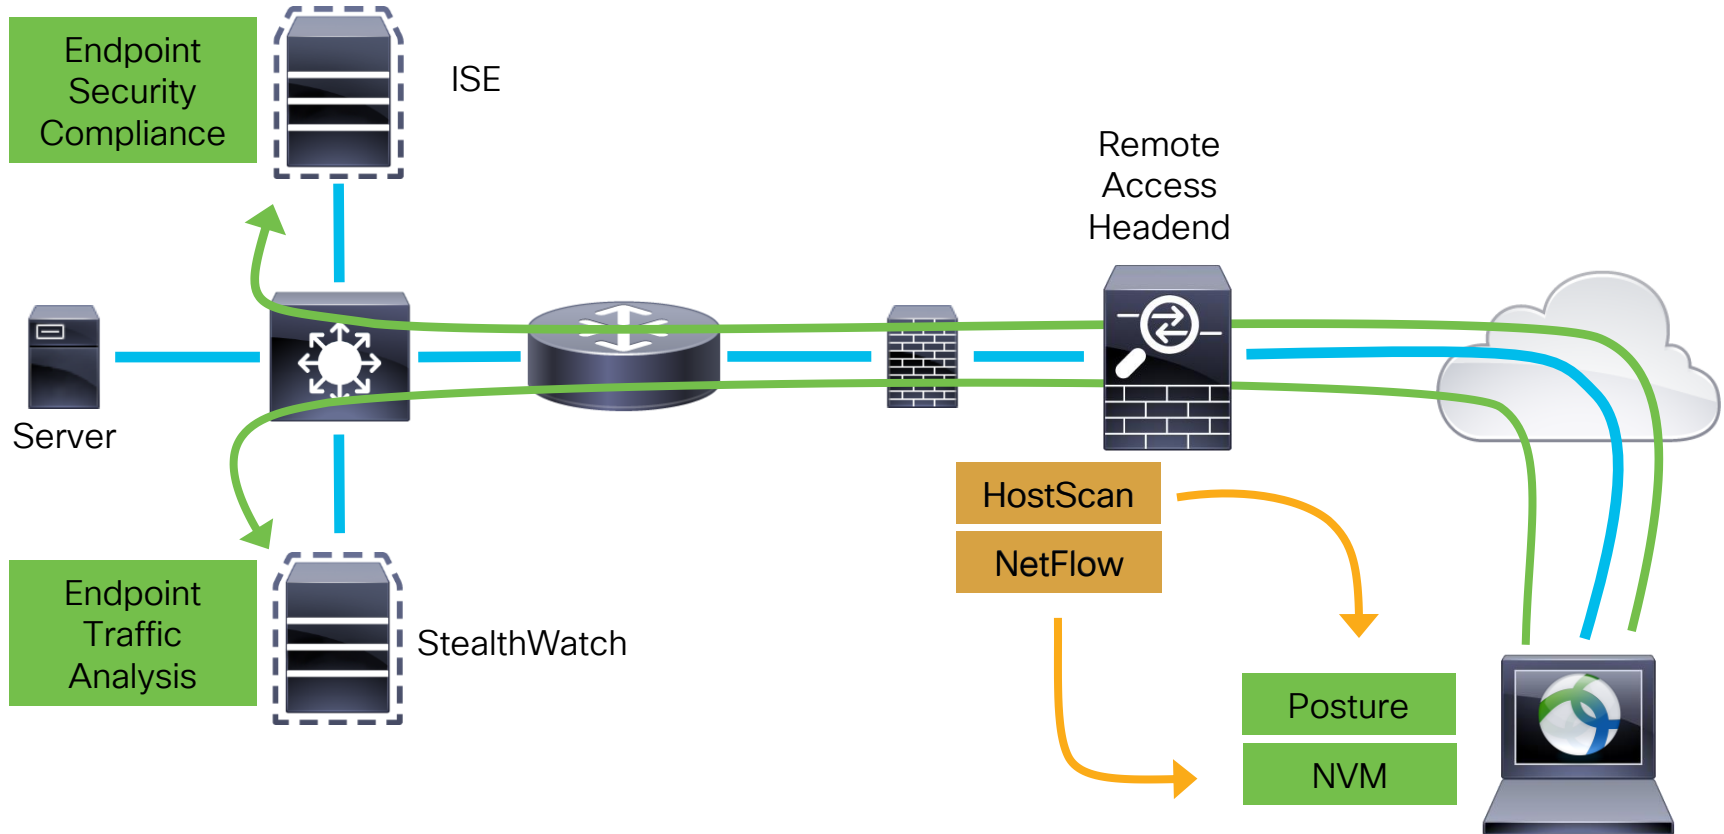 Endpoint
Security
Compliance
ISE
Remote
Access
Headend
Server
HostScan
NetFlow
Endpoint
Traffic
Analysis
StealthWatch
Posture
NVM